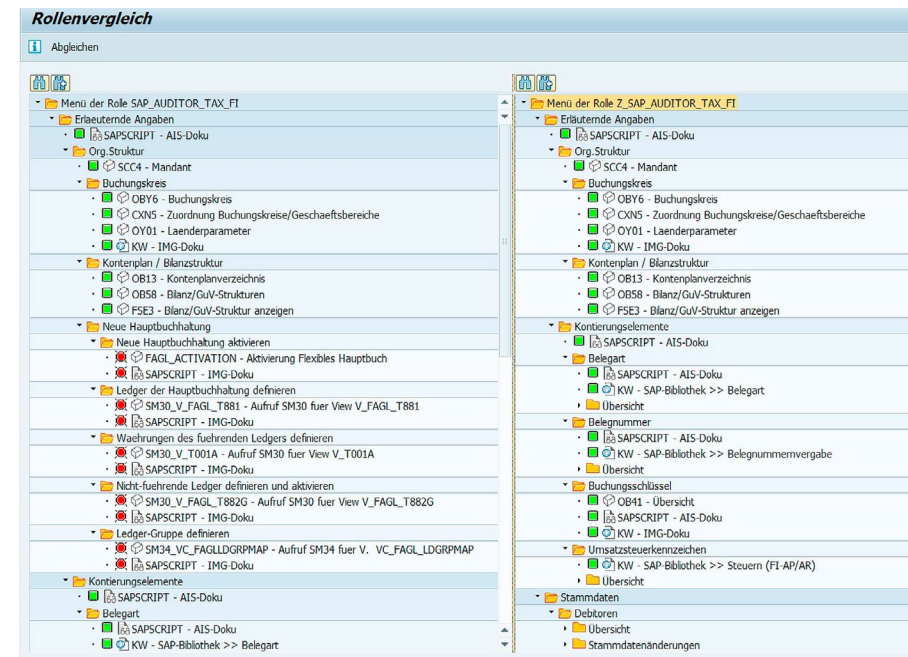 Rollenvergleich
Abgleichen
Menü der Rolle SAP_AUDITOR_TAX_FI
Erlaeuternde Angaben
SAPSCRIPT - AIS-Doku
Org.Struktur
SCC4 - Mandant
Buchungskreis
OBY6 - Buchungskreis
CXN5 - Zuordnung Buchungskreise/Geschaeftsbereiche
OY01 - Laenderparameter
KW - IMG-Doku
Kontenplan / Bilanzstruktur
OB13 - Kontenplanverzeichnis
OB58 - Bilanz/GuV-Strukturen
FSE3 - Bilanz/GuV-Struktur anzeigen
Neue Hauptbuchhaltung
Neue Hauptbuchhaltung aktivieren
FAGL_ACTIVATION - Aktivierung Flexibles Hauptbuch
SAPSCRIPT - IMG-Doku
Ledger der Hauptbuchhaltung definieren
SM30_V_FAGL_T881 - Aufruf SM30 fuer View V_FAGL_T881
SAPSCRIPT - IMG-Doku
Waehrungen des fuehrenden Ledgers definieren
SM30_V_T001A - Aufruf SM30 fuer View V_T001A
SAPSCRIPT - IMG-Doku
Nicht-fuehrende Ledger definieren und aktivieren
SM30_V_FAGL_T882G - Aufruf SM30 fuer View V_FAGL_T882G
SAPSCRIPT - IMG-Doku
Ledger-Gruppe definieren
SM34_VC_FAGLLDGRPMAP - Aufruf SM34 fuer V. VC_FAGL_LDGRPMAP
SAPSCRIPT - IMG-Doku
Kontierungselemente
SAPSCRIPT - AIS-Doku
Belegart
SAPSCRIPT - AIS-Doku
KW - SAP-Bibliothek >> Belegart
Menü der Rolle Z_SAP_AUDITOR_TAX_FI
Erläuternde Angaben
SAPSCRIPT - AIS-Doku
Org.Struktur
SCC4 - Mandant
Buchungskreis
OBY6 - Buchungskreis
CXN5 - Zuordnung Buchungskreise/Geschaeftsbereiche
OY01 - Laenderparameter
KW - IMG-Doku
Kontenplan / Bilanzstruktur
OB13 - Kontenplanverzeichnis
OB58 - Bilanz/GuV-Strukturen
FSE3 - Bilanz/GuV-Struktur anzeigen
Kontierungselemente
SAPSCRIPT - AIS-Doku
Belegart
SAPSCRIPT - AIS-Doku
KW - SAP-Bibliothek >> Belegart
Übersicht
Belegnummer
SAPSCRIPT - AIS-Doku
KW - SAP-Bibliothek >> Belegnummernvergabe
Übersicht
Buchungsschlüssel
OB41 - Übersicht
SAPSCRIPT - AIS-Doku
KW - IMG-Doku
Umsatzsteuerkennzeichen
KW - SAP-Bibliothek >> Steuern (FI-AP/AR)
Übersicht
Stammdaten
Debitoren
Übersicht
Stammdatenänderungen